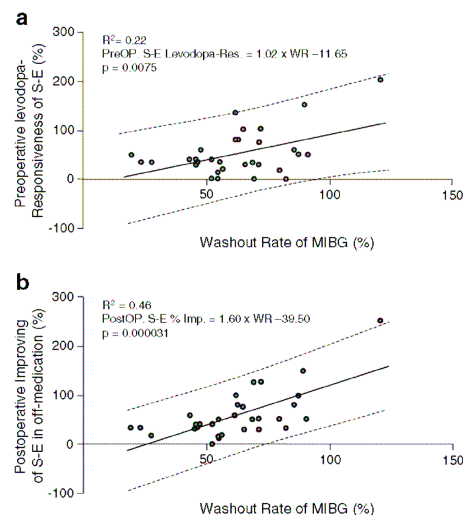 a
R²= 0.22
PreOP. S-E Levodopa-Res. = 1.02 x WR –11.65
p = 0.0075
300
200
100
0
-100
50
100
150
Preoperative levodopa-
Responsiveness of S-E (%)
Washout Rate of MIBG (%)
b
R² = 0.46
PostOP. S-E % Imp. = 1.60 x WR –39.50
p = 0.000031
300
200
100
0
-100
50
100
150
Postoperative Improving
of S-E in off-medication (%)
Washout Rate of MIBG (%)